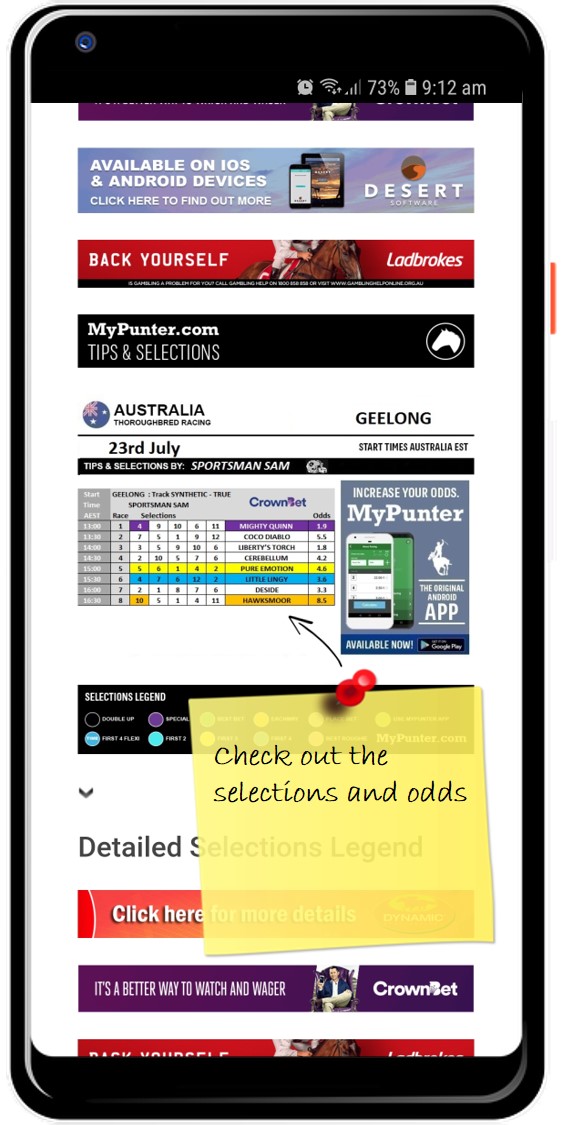 73% 9:12 am
AVAILABLE ON IOS
& ANDROID DEVICES
CLICK HERE TO FIND OUT MORE
DESERT
SOFTWARE
BACK YOURSELF
Ladbrokes
IS GAMBLING A PROBLEM FOR YOU? CALL GAMBLING HELP ON 1800 858 858 OR VISIT WWW.GAMBLINGHELPONLINE.ORG.AU
MyPunter.com
TIPS & SELECTIONS
AUSTRALIA
THOROUGHBRED RACING
GEELONG
23rd July
START TIMES AUSTRALIA EST
TIPS & SELECTIONS BY: SPORTSMAN SAM
Start GEELONG : Track SYNTHETIC - TRUE
Time SPORTSMAN SAM CrownBet
AEST Race Selections Odds
13:00 1 4 9 10 6 11 MIGHTY QUINN 1.9
13:30 2 7 5 1 9 12 COCO DIABLO 5.5
14:00 3 3 5 9 10 6 LIBERTY'S TORCH 1.8
14:30 4 2 10 5 7 6 CEREBELLUM 4.2
15:00 5 5 6 1 4 2 PURE EMOTION 4.6
15:30 6 4 7 6 12 2 LITTLE LINGY 3.6
16:00 7 2 1 8 7 6 DESIDE 3.3
16:30 8 10 5 1 4 11 HAWKSMOOR 8.5
INCREASE YOUR ODDS.
MyPunter
THE ORIGINAL
ANDROID
APP
AVAILABLE NOW!
Google Play
SELECTIONS LEGEND
DOUBLE UP SPECIAL
FIRST 4 FLEXI FIRST 2
MyPunter.com
Check out the
selections and odds
Detailed Selections Legend
Click here for more details
DYNAMIC
IT'S A BETTER WAY TO WATCH AND WAGER
CrownBet
BACK YOURSELF
Ladbrokes